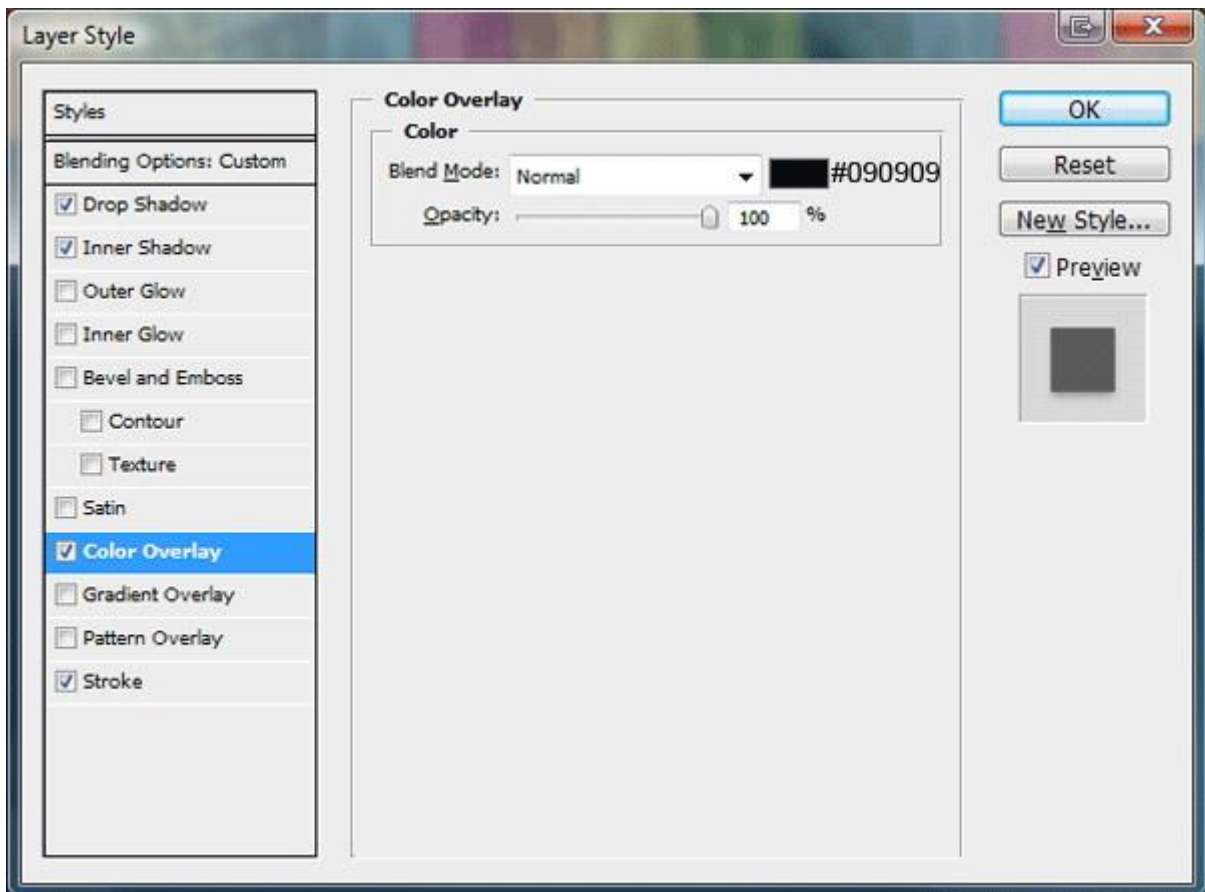 Layer Style
Styles
Blending Options: Custom
Drop Shadow
Inner Shadow
Outer Glow
Inner Glow
Bevel and Emboss
Contour
Texture
Satin
Color Overlay
Gradient Overlay
Pattern Overlay
Stroke
Color Overlay
Color
Blend Mode: Normal #090909
Opacity: 100 %
OK
Reset
New Style...
Preview